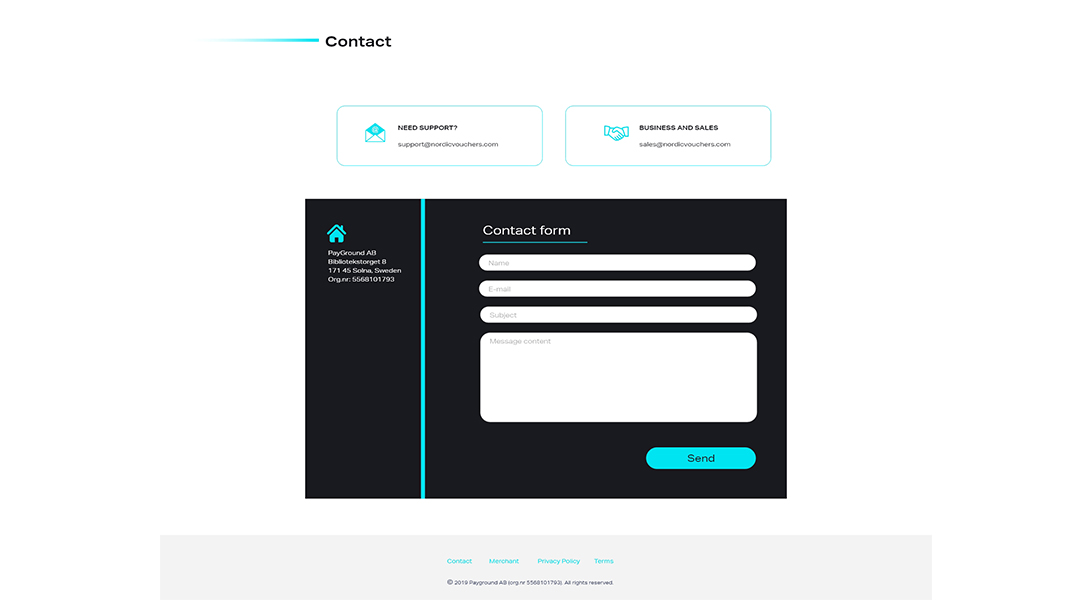 Contact
NEED SUPPORT?
support@nordicvouchers.com
BUSINESS AND SALES
sales@nordicvouchers.com
PayGround AB
Bibliotekstorget 8
171 45 Solna, Sweden
Org.nr: 5568101793
Contact form
Name
E-mail
Subject
Message content
Send
Contact Merchant Privacy Policy Terms
© 2019 Payground AB (org.nr 5568101793). All rights reserved.